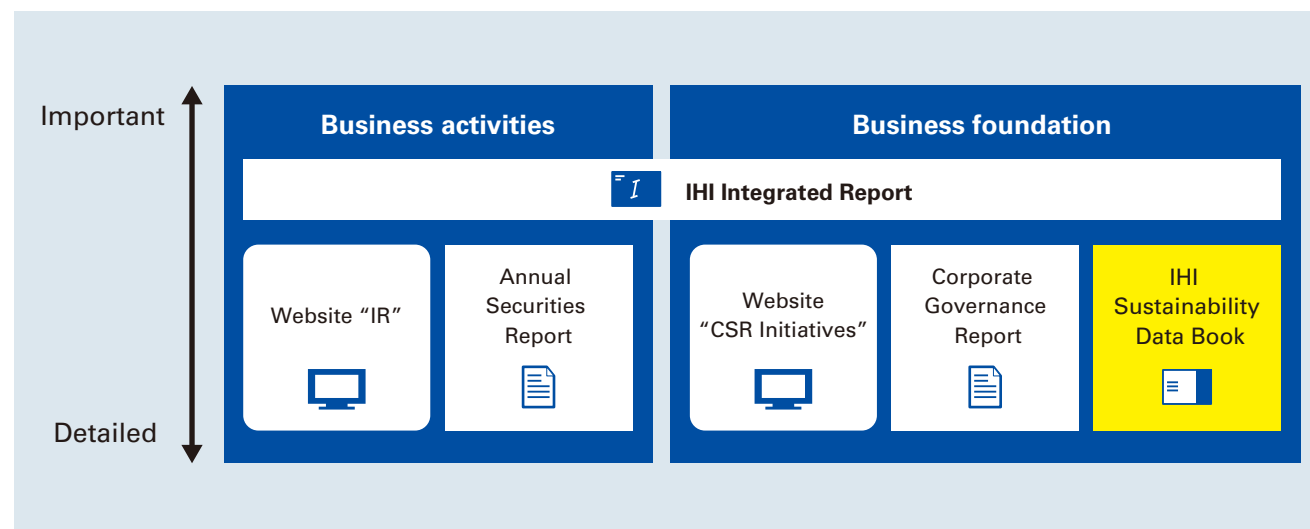 Important
Business activities
Business foundation
IHI Integrated Report
Website “IR”
Annual
Securities
Report
Website
“CSR Initiatives”
Corporate
Governance
Report
IHI
Sustainability
Data Book
Detailed